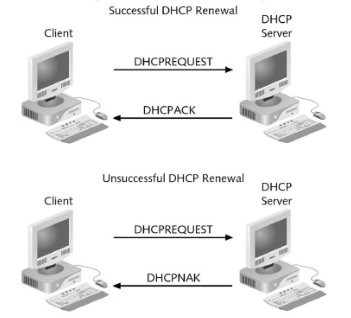 Successful DHCP Renewal
Client
DHCP
Server
DHCPREQUEST
DHCPACK
Unsuccessful DHCP Renewal
Client
DHCP
Server
DHCPREQUEST
DHCPNAK